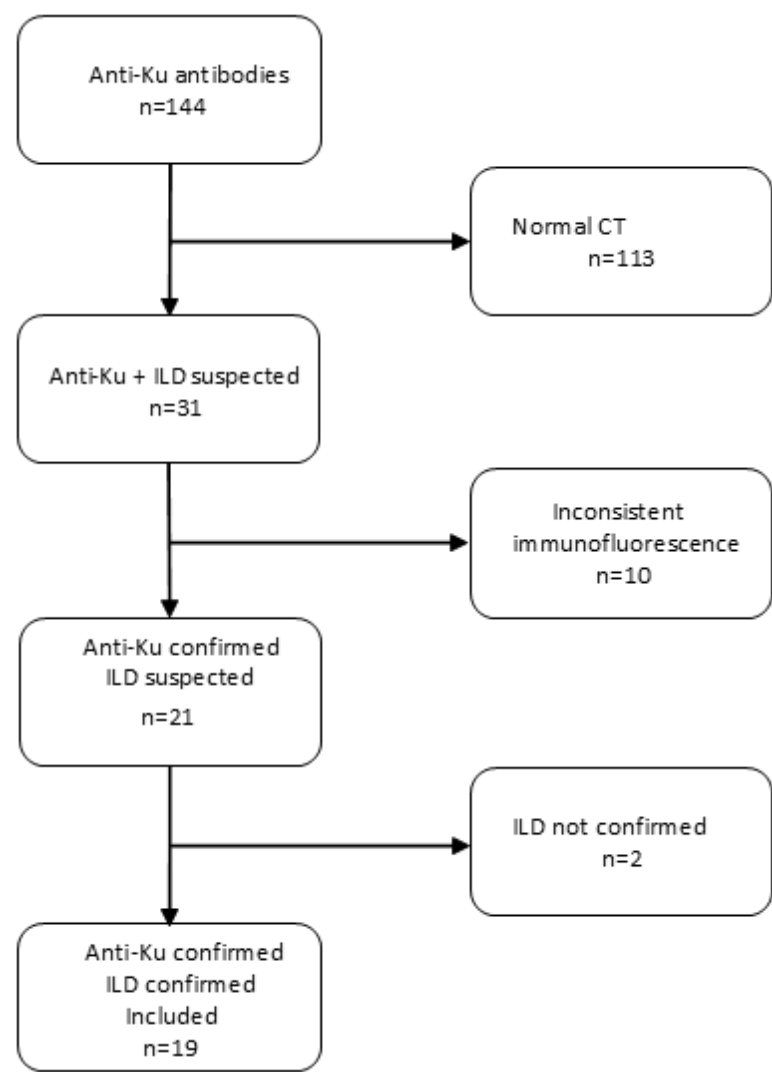 Anti-Ku antibodies
n=144
Normal CT
n=113
Anti-Ku + ILD suspected
n=31
Inconsistent
immunofluorescence
n=10
Anti-Ku confirmed
ILD suspected
n=21
ILD not confirmed
n=2
Anti-Ku confirmed
ILD confirmed
Included
n=19